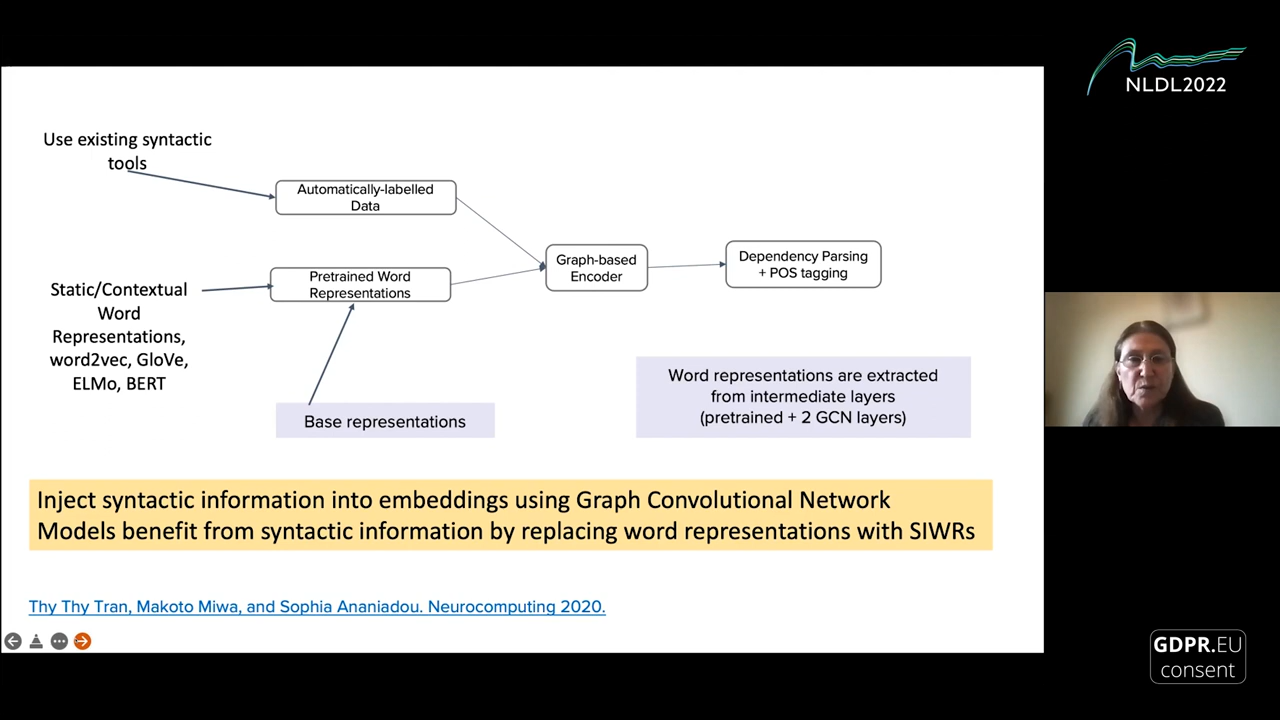 NLDL2022
Use existing syntactic
tools
Automatically-labelled
Data
Graph-based
Encoder
Dependency Parsing
+ POS tagging
Pretrained Word
Representations
Static/Contextual
Word
Representations,
word2vec, GloVe,
ELMo, BERT
Base representations
Word representations are extracted
from intermediate layers
(pretrained + 2 GCN layers)
Inject syntactic information into embeddings using Graph Convolutional Network
Models benefit from syntactic information by replacing word representations with SIWRs
Thy Thy Tran, Makoto Miwa, and Sophia Ananiadou. Neurocomputing 2020.
GDPR.EU
consent